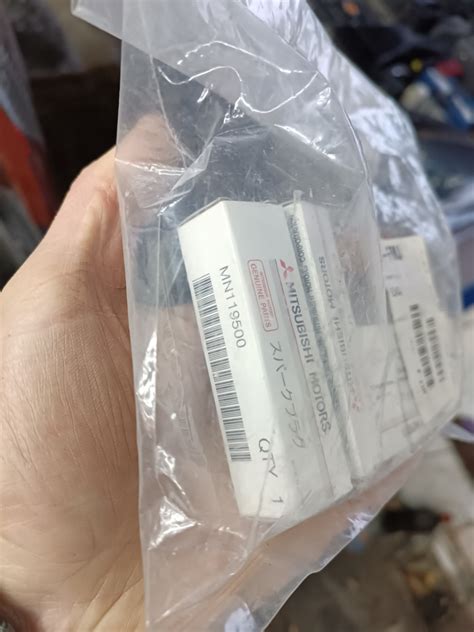 MN119500
QTY 1
GENUINE PARTS
MITSUBISHI MOTORS
スパークプラグ